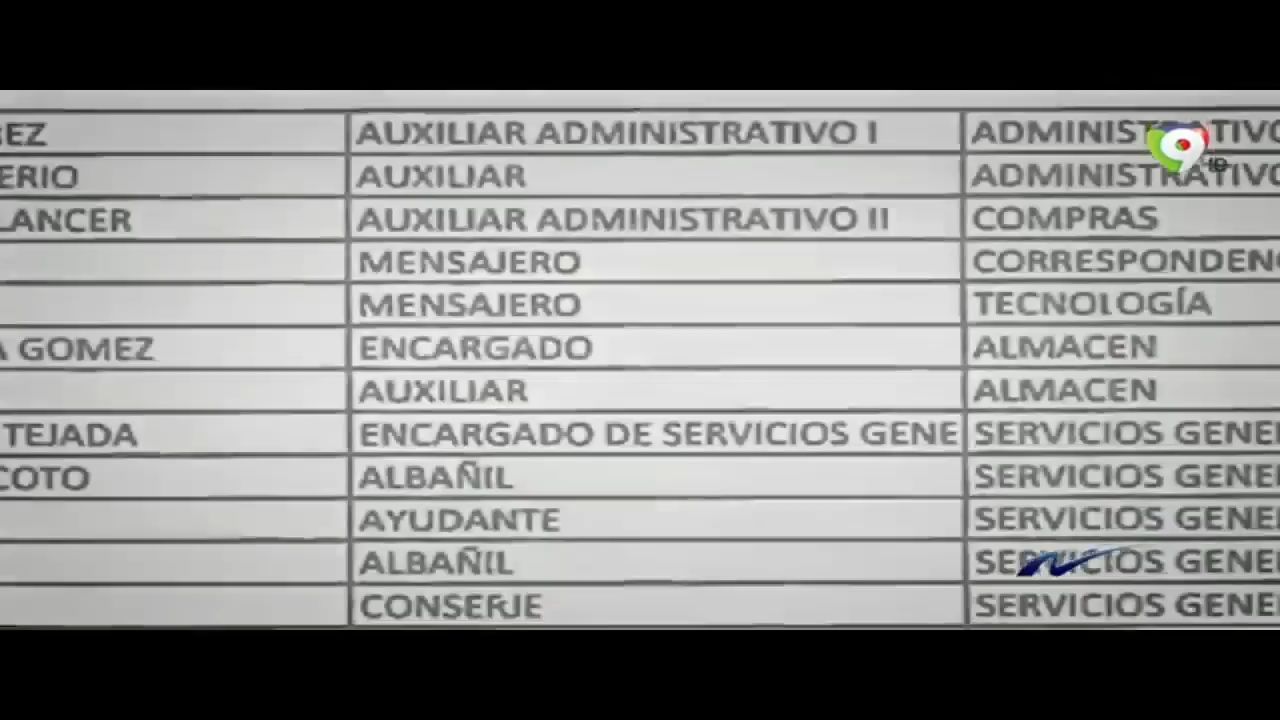 EZ AUXILIAR ADMINISTRATIVO I ADMINISTRATIVO
ERIO AUXILIAR ADMINISTRATIVO
LANCER AUXILIAR ADMINISTRATIVO II COMPRAS
MENSAJERO CORRESPONDENC
MENSAJERO TECNOLOGÍA
A GOMEZ ENCARGADO ALMACEN
AUXILIAR ALMACEN
TEJADA ENCARGADO DE SERVICIOS GENE SERVICIOS GENE
COTO ALBAÑIL SERVICIOS GENE
AYUDANTE SERVICIOS GENE
ALBAÑIL SERVICIOS GENE
CONSERJE SERVICIOS GENE
9 HD